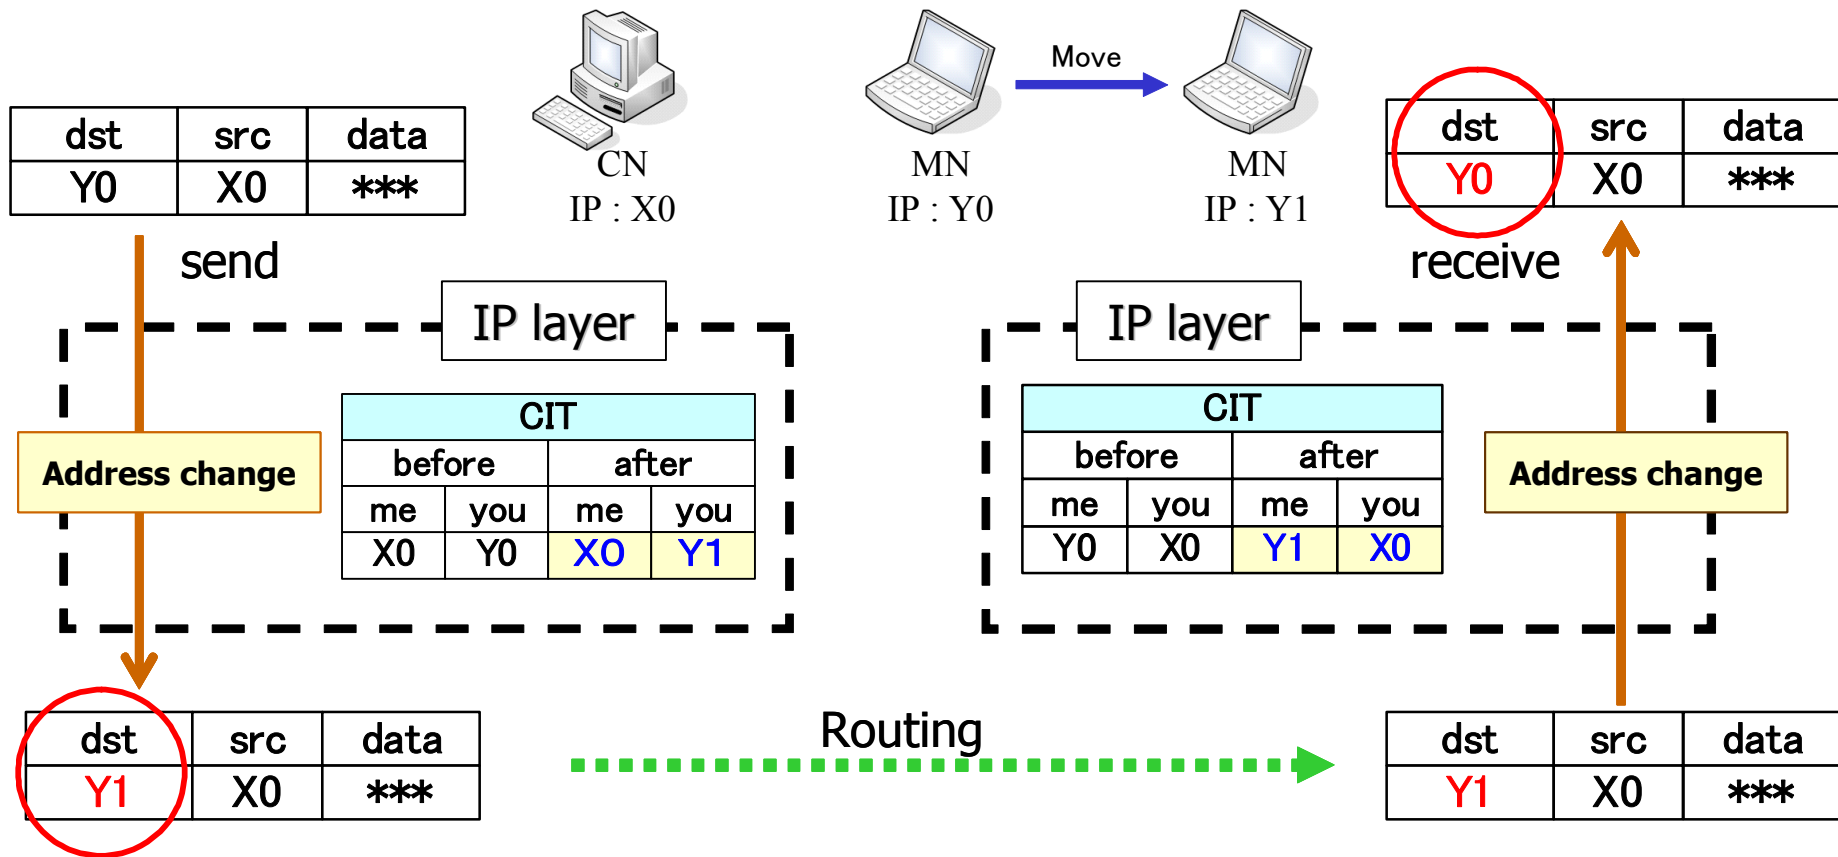 Move
dst src data
Y0 X0 ***
CN
IP : X0
MN
IP : Y0
MN
IP : Y1
dst src data
Y0 X0 ***
send
receive
IP layer
IP layer
Address change
CIT
before after
me you me you
X0 Y0 XO Y1
CIT
before after
me you me you
Y0 X0 Y1 X0
Address change
dst src data
Y1 X0 ***
Routing
dst src data
Y1 X0 ***